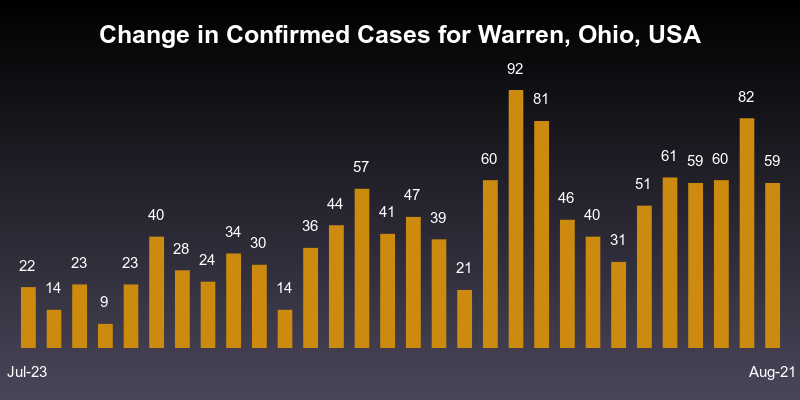 Change in Confirmed Cases for Warren, Ohio, USA
22 14 23 9 23 40 28 24 34 30 14 36 44 57 41 47 39 21 60 92 81 46 40 31 51 61 59 60 82 59
Jul-23 Aug-21